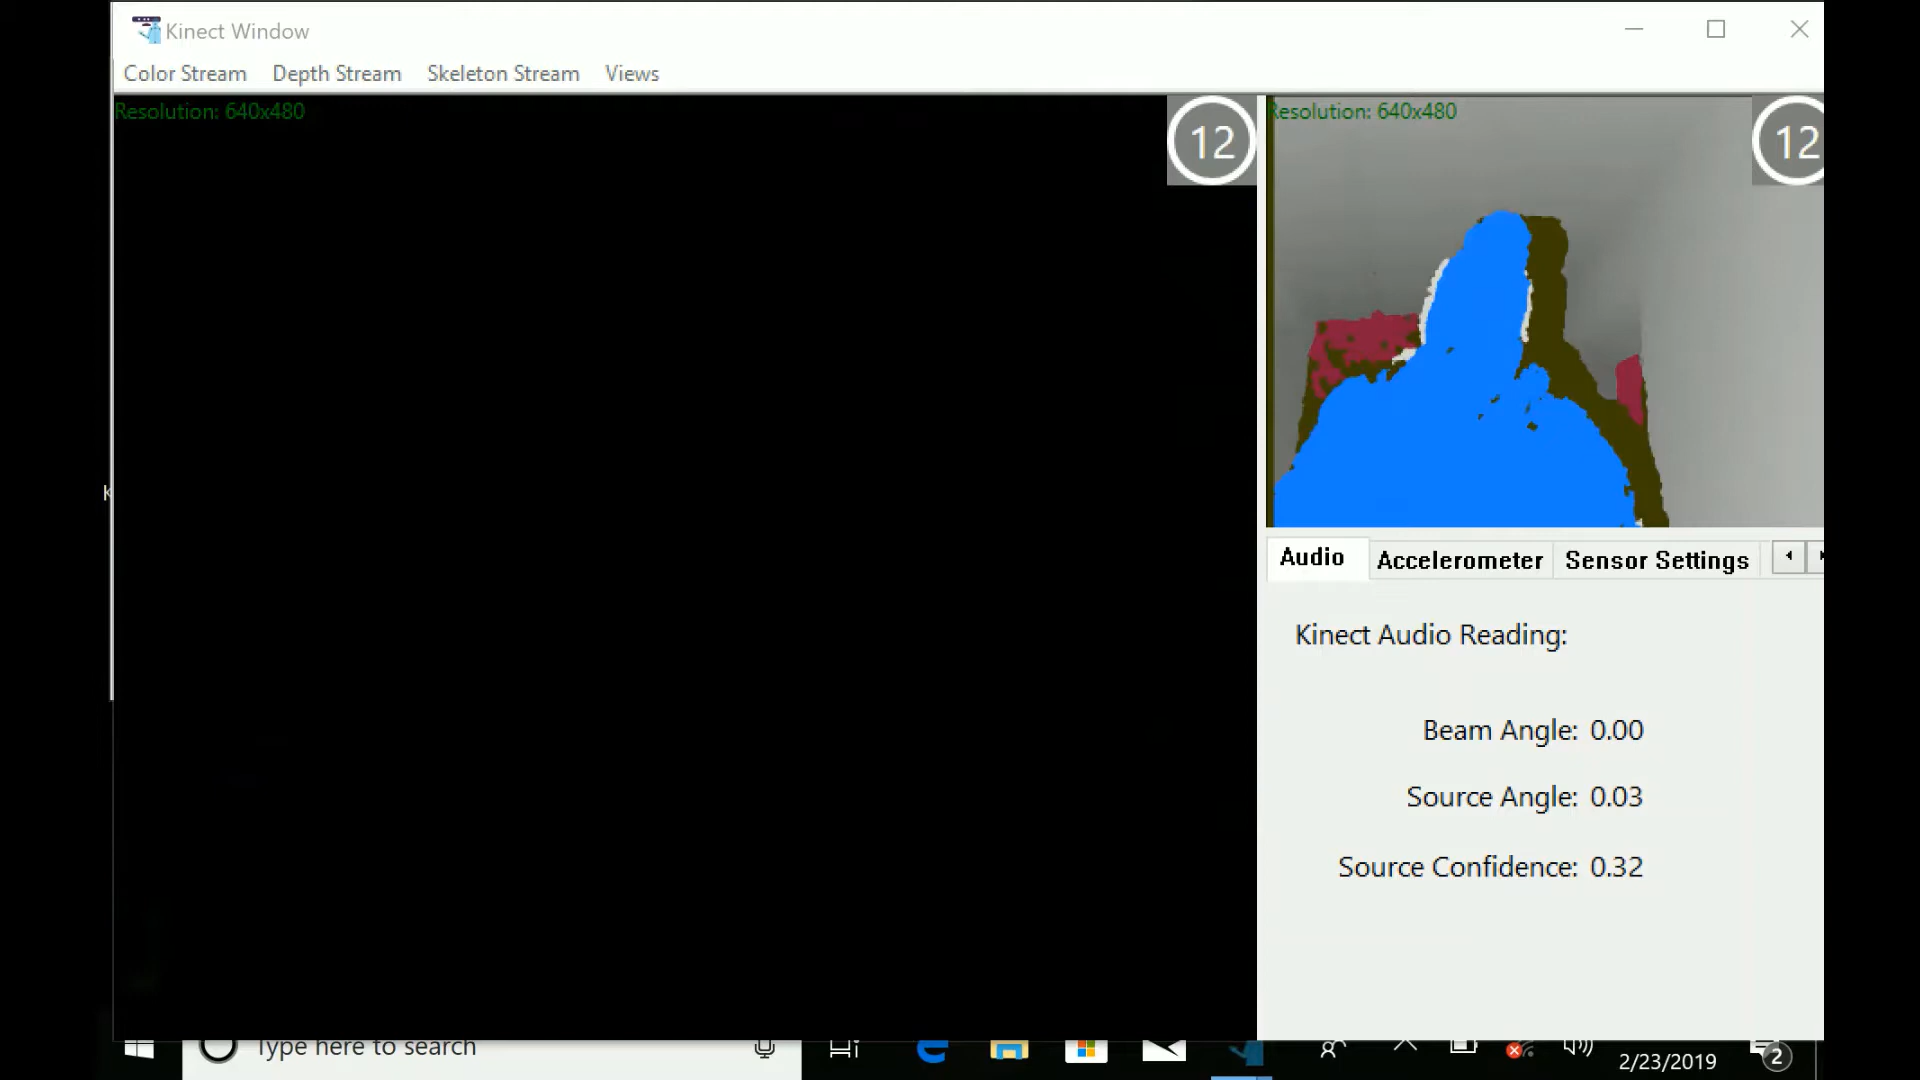 Kinect Window
Color Stream Depth Stream Skeleton Stream Views
Resolution: 640x480
12
Resolution: 640x480
12
K
Audio Accelerometer Sensor Settings
Kinect Audio Reading:
Beam Angle: 0.00
Source Angle: 0.03
Source Confidence: 0.32
Type here to search
2/23/2019
2